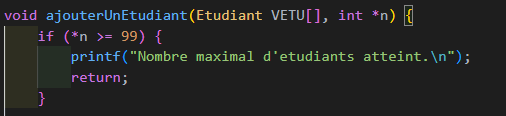 void ajouterUnEtudiant(Etudiant VETU[], int *n) {
    if (*n >= 99) {
        printf("Nombre maximal d'etudiants atteint.\n");
        return;
    }